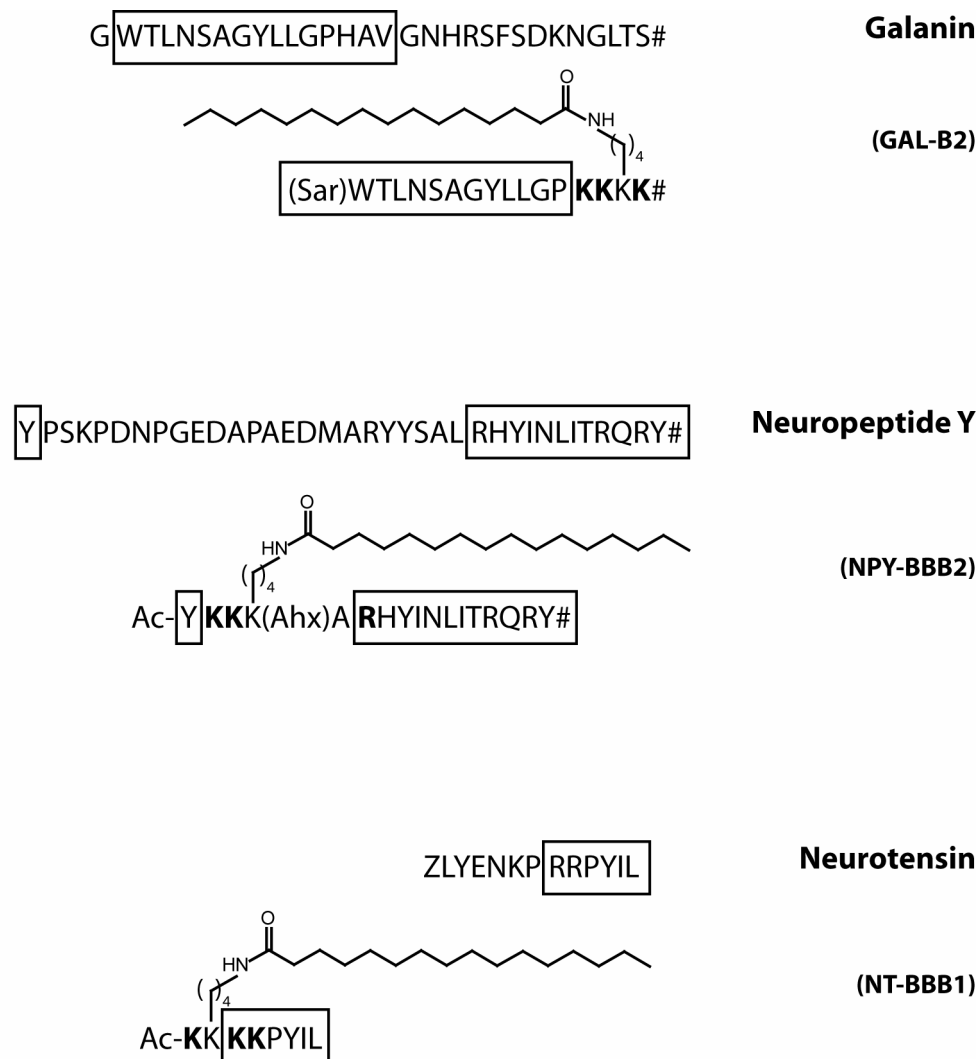 GWTLNSAGYLLGPHAVGNHRSFSDKNGLTS# Galanin
O
NH
( )4
(GAL-B2)
(Sar)WTLNSAGYLLGPKKKK#
YPSKPDNPGEDAPAEDMARYYSALRHYINLITRQRY# Neuropeptide Y
O
HN
( )4
(NPY-BBB2)
Ac-YKKK(Ahx)ARHYINLITRQRY#
ZLYENKPRRPYIL Neurotensin
O
HN
( )4
(NT-BBB1)
Ac-KKKKPYIL